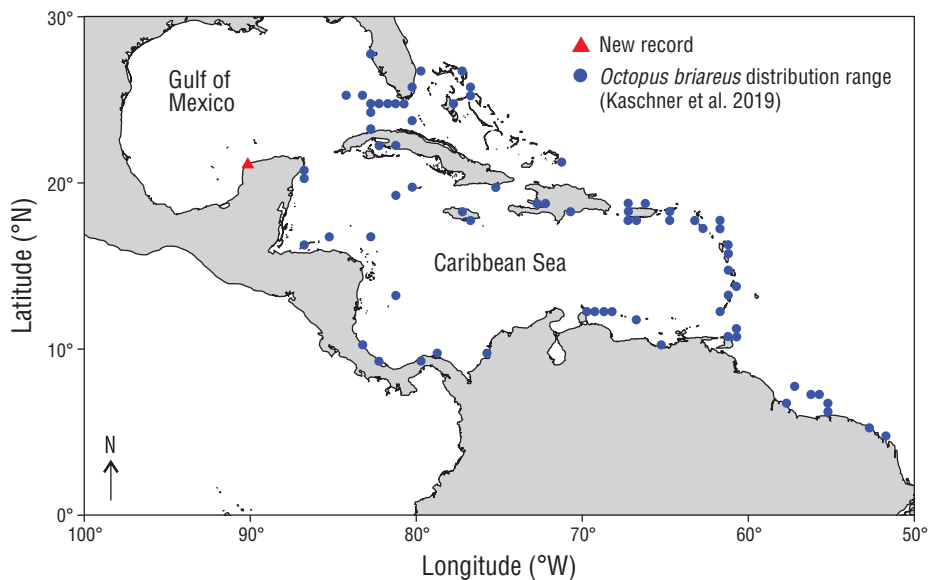 30°
20°
10°
0°
Latitude (°N)
Gulf of
Mexico
New record
Octopus briareus distribution range
(Kaschner et al. 2019)
Caribbean Sea
N
100°
90°
80°
70°
60°
50°
Longitude (°W)